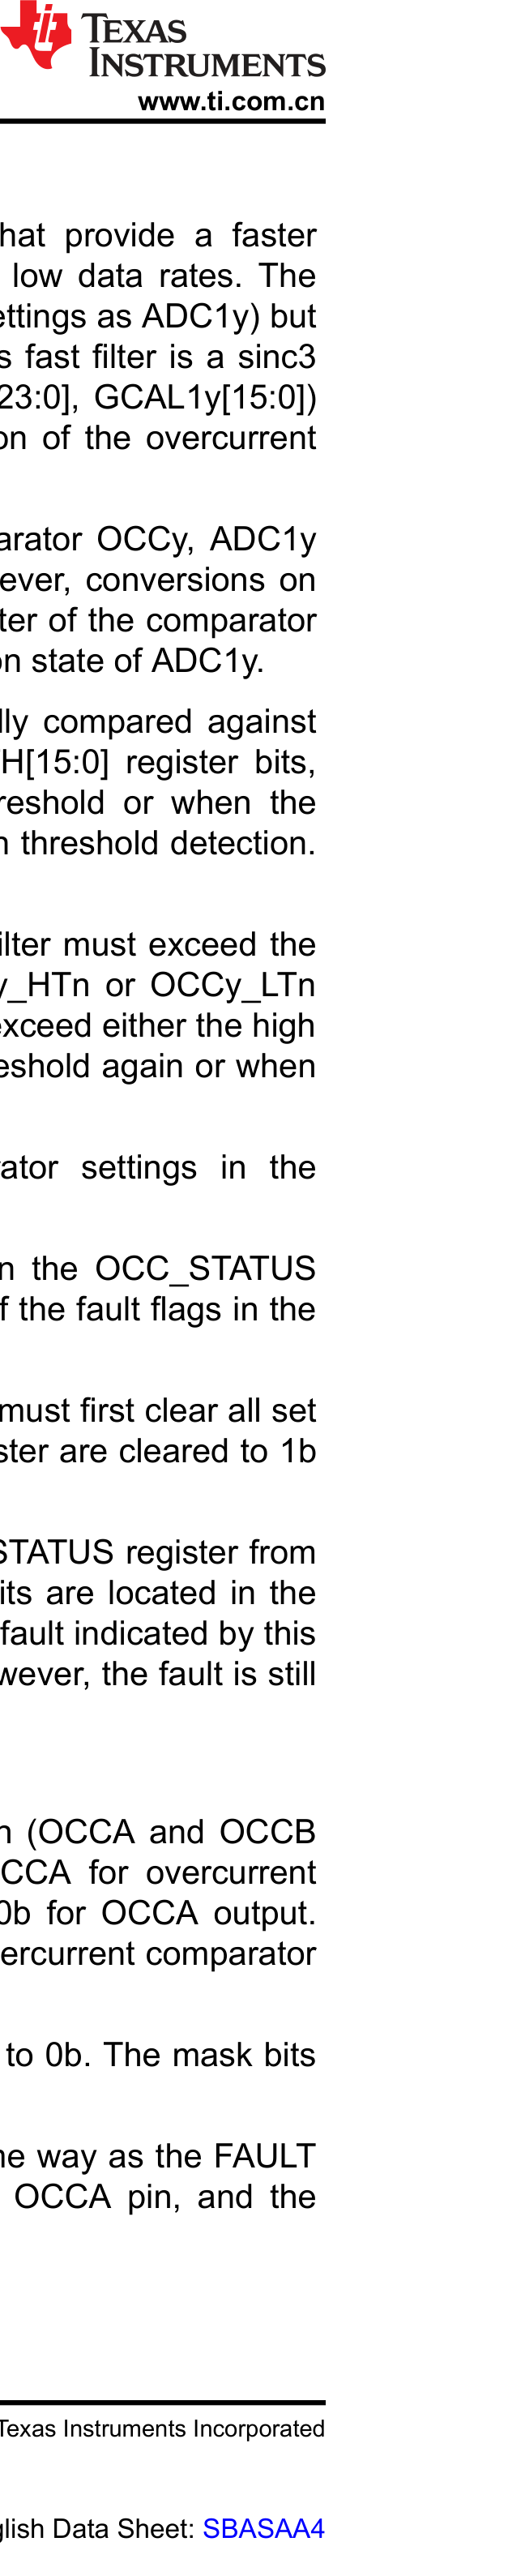 TEXAS
INSTRUMENTS
www.ti.com.cn
hat provide a faster
low data rates. The
ettings as ADC1y) but
s fast filter is a sinc3
23:0], GCAL1y[15:0])
on of the overcurrent
arator OCCy, ADC1y
ever, conversions on
ter of the comparator
on state of ADC1y.
lly compared against
H[15:0] register bits,
reshold or when the
n threshold detection.
ilter must exceed the
y_HTn or OCCy_LTn
exceed either the high
eshold again or when
ator settings in the
n the OCC_STATUS
f the fault flags in the
must first clear all set
ster are cleared to 1b
STATUS register from
its are located in the
fault indicated by this
wever, the fault is still
n (OCCA and OCCB
CCA for overcurrent
0b for OCCA output.
ercurrent comparator
to 0b. The mask bits
ne way as the FAULT
OCCA pin, and the
Texas Instruments Incorporated
glish Data Sheet: SBASAA4